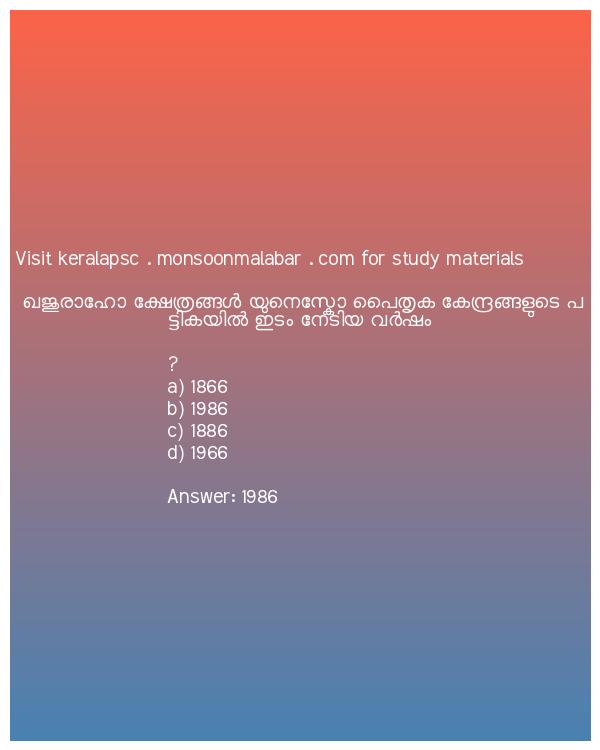 Visit keralapsc . monsoonmalabar . com for study materials
ഖജുരാഹോ ക്ഷേത്രങ്ങൾ യുനെസ്കോ പൈതൃക കേന്ദ്രങ്ങളുടെ പ
ട്ടികയിൽ ഇടം നേടിയ വർഷം
?
a) 1866
b) 1986
c) 1886
d) 1966
Answer: 1986